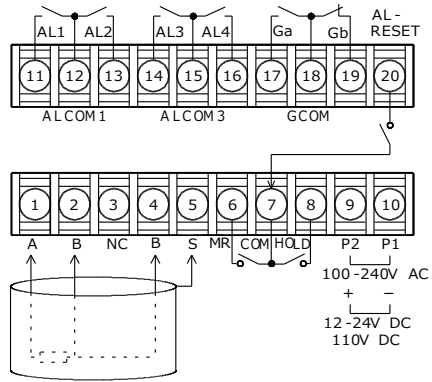 AL1 AL2 AL3 AL4 Ga Gb AL-
RESET
11 12 13 14 15 16 17 18 19 20
ALCOM1 ALCOM3 GCOM
1 2 3 4 5 6 7 8 9 10
A B NC B S MR COM HOLD P2 P1
100-240V AC
+ −
12-24V DC
110V DC